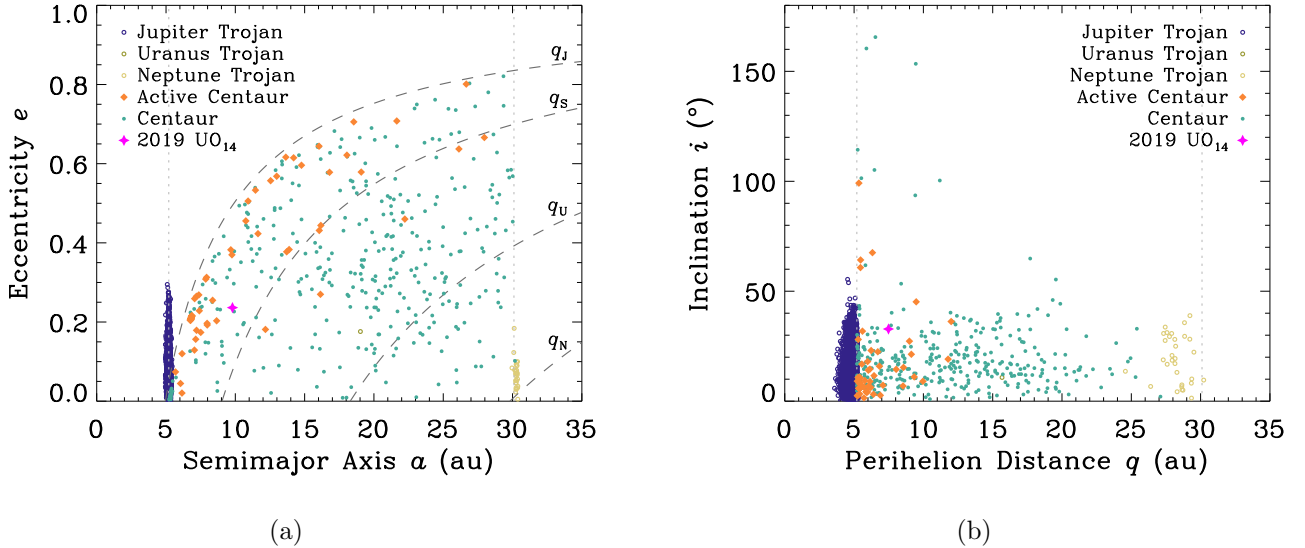 1.0
0.8
0.6
0.4
0.2
0.0
Eccentricity e
Jupiter Trojan
Uranus Trojan
Neptune Trojan
Active Centaur
Centaur
2019 UO14
qJ
qS
qU
qN
0 5 10 15 20 25 30 35
Semimajor Axis a (au)
(a)
150
100
50
0
Inclination i (°)
Jupiter Trojan
Uranus Trojan
Neptune Trojan
Active Centaur
Centaur
2019 UO14
0 5 10 15 20 25 30 35
Perihelion Distance q (au)
(b)